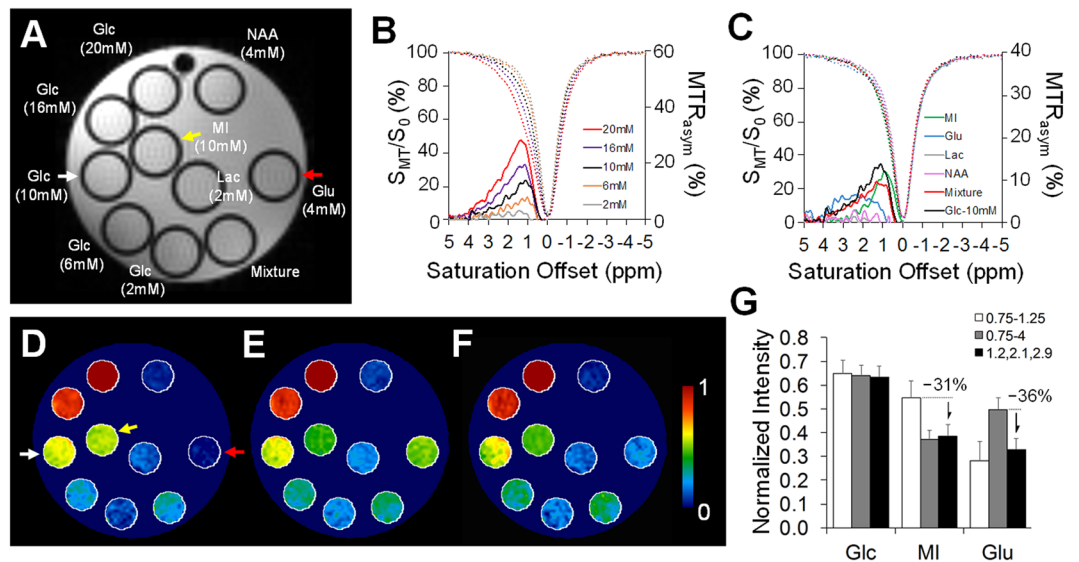 A
Glc
(20mM)
NAA
(4mM)
Glc
(16mM)
MI
(10mM)
Glc
(10mM)
Lac
(2mM)
Glu
(4mM)
Glc
(6mM)
Glc
(2mM)
Mixture
B
100
80
60
40
20
0
S_MT/S_0 (%)
60
40
20
0
MTR_asym (%)
20mM
16mM
10mM
6mM
2mM
5 4 3 2 1 0 -1 -2 -3 -4 -5
Saturation Offset (ppm)
C
100
80
60
40
20
0
S_MT/S_0 (%)
40
30
20
10
0
MTR_asym (%)
MI
Glu
Lac
NAA
Mixture
Glc-10mM
5 4 3 2 1 0 -1 -2 -3 -4 -5
Saturation Offset (ppm)
D
E
F
1
0
G
0.75-1.25
0.75-4
1.2,2.1,2.9
0.8
0.7
0.6
0.5
0.4
0.3
0.2
0.1
0.0
Normalized Intensity
−31%
−36%
Glc MI Glu